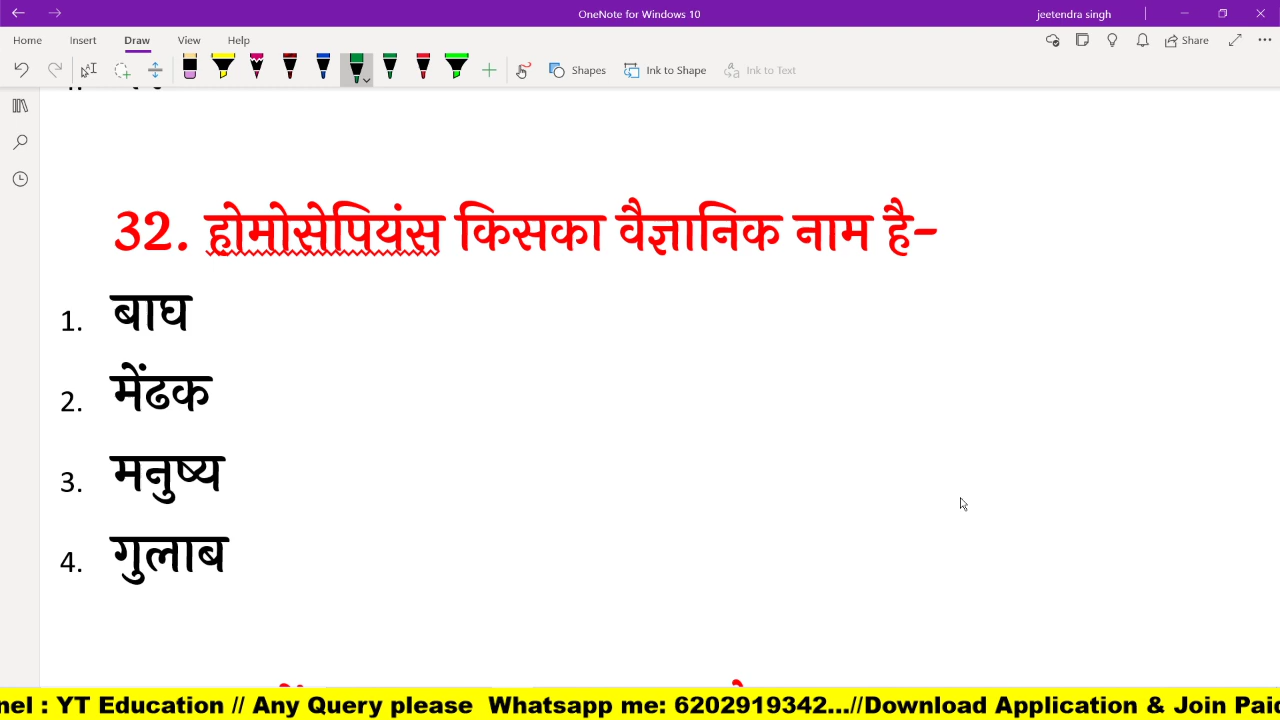 OneNote for Windows 10
jeetendra singh
Home Insert Draw View Help
Share
Shapes Ink to Shape Ink to Text
32. होमोसेपियंस किसका वैज्ञानिक नाम है-
1. बाघ
2. मेंढक
3. मनुष्य
4. गुलाब
nel : YT Education // Any Query please Whatsapp me: 6202919342...//Download Application & Join Paid